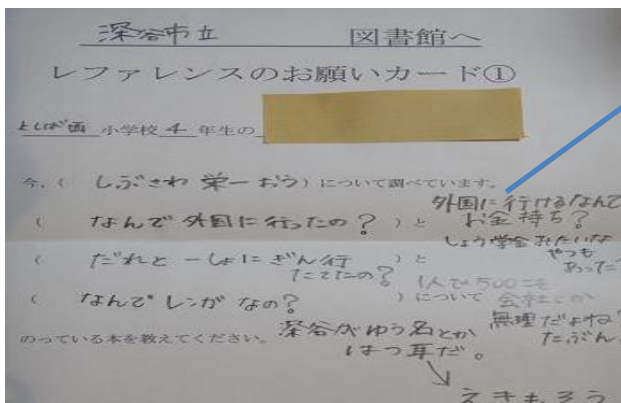 深谷市立 図書館へ
レファレンスのお願いカード①
としば西 小学校 4 年生の
今、( しぶさわ 栄一 おう ) について調べています。
外国に行けるなんて
お金持ち?
( なんで 外国に 行ったの? ) と
しょう学金 みたいな
やつも
あった?
( だれと 一しょに ぎん行
たてたの? ) と
1人で 500こも
会社とか
無理だよね
たぶん
( なんで レンガ なの? ) について
のっている本を教えてください。
深谷がゆう名とか
はつ耳だ。
えきもそう